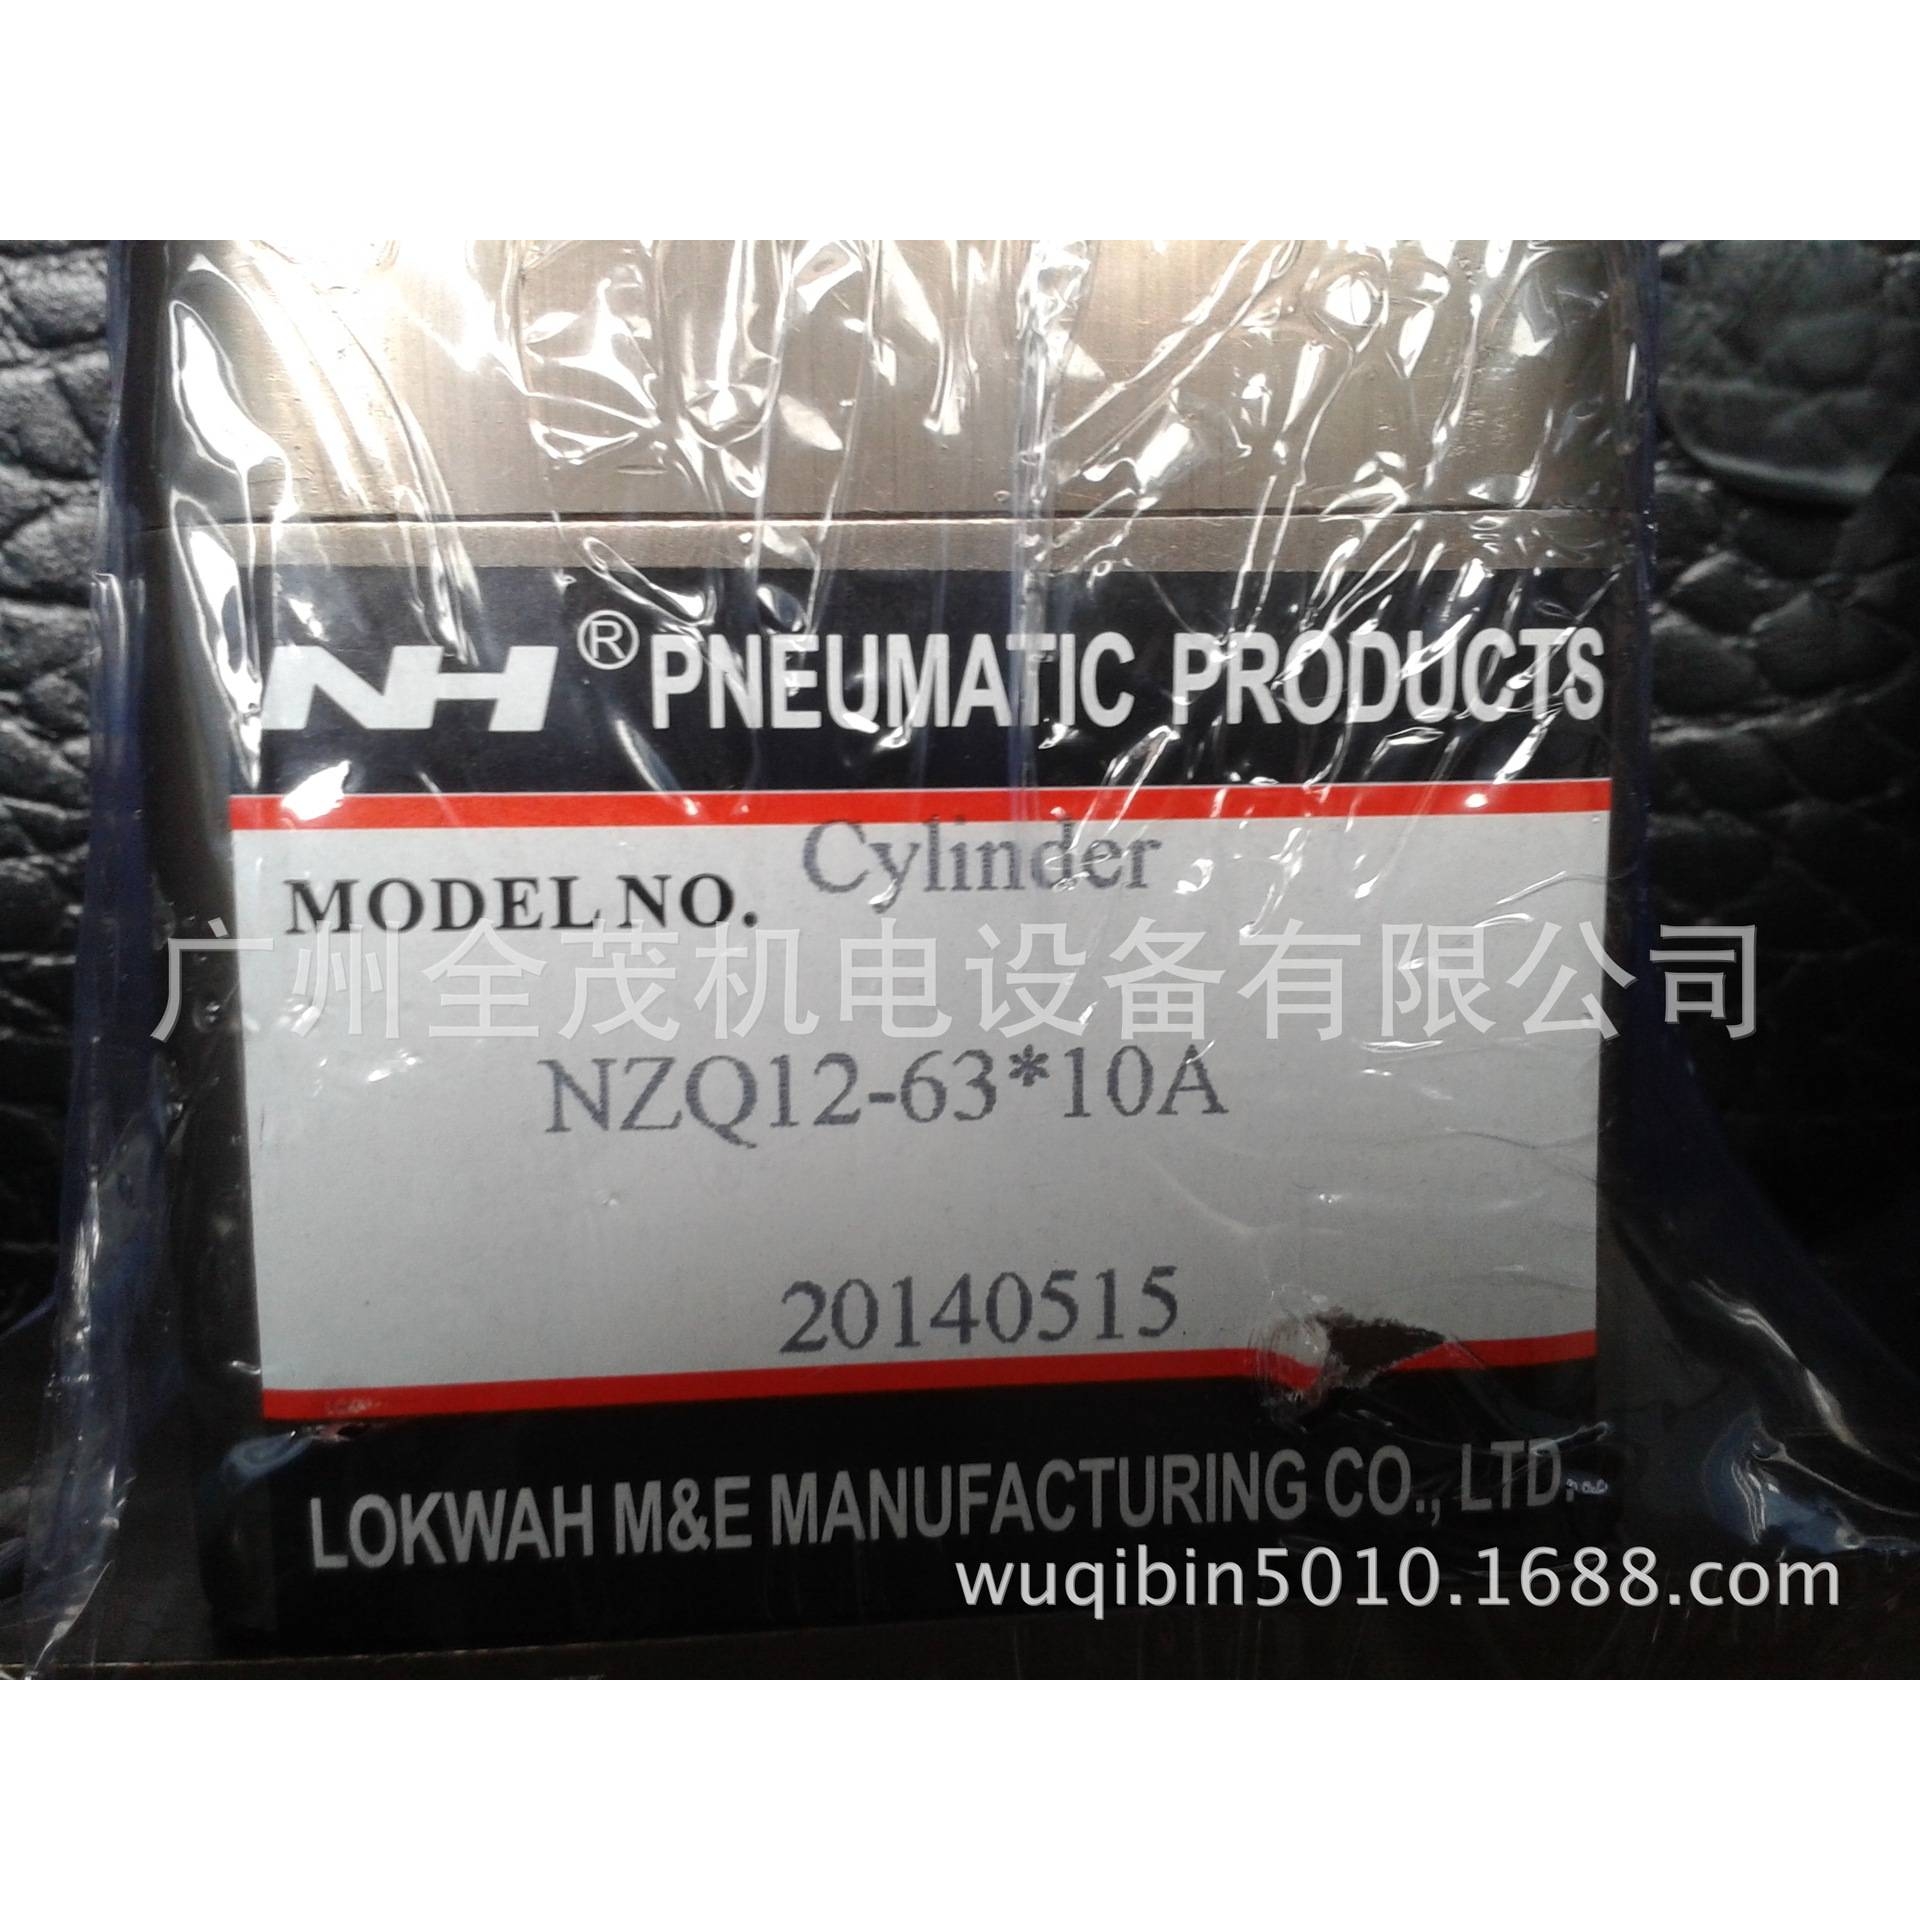 NH® PNEUMATIC PRODUCTS
Cylinder
MODEL NO.
广州全茂机电设备有限公司
NZQ12-63*10A
20140515
LOKWAH M&E MANUFACTURING CO., LTD.
wuqibin5010.1688.com